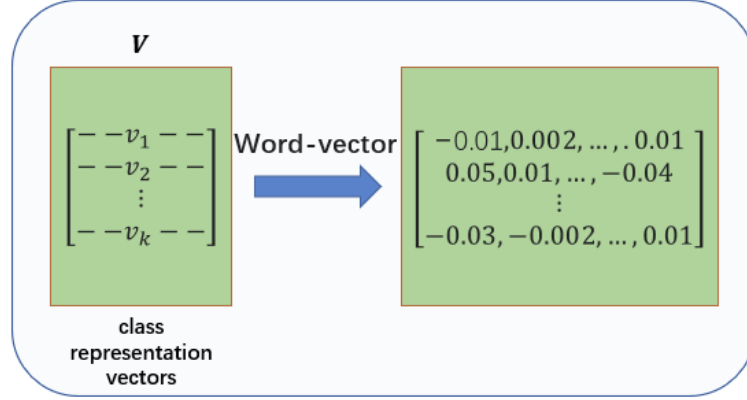 V
[− −v₁ − −
− −v₂ − −
⋮
− −vₖ − −]
class
representation
vectors
Word-vector
[−0.01,0.002, …, . 0.01
0.05,0.01, …, −0.04
⋮
−0.03, −0.002, …, 0.01]